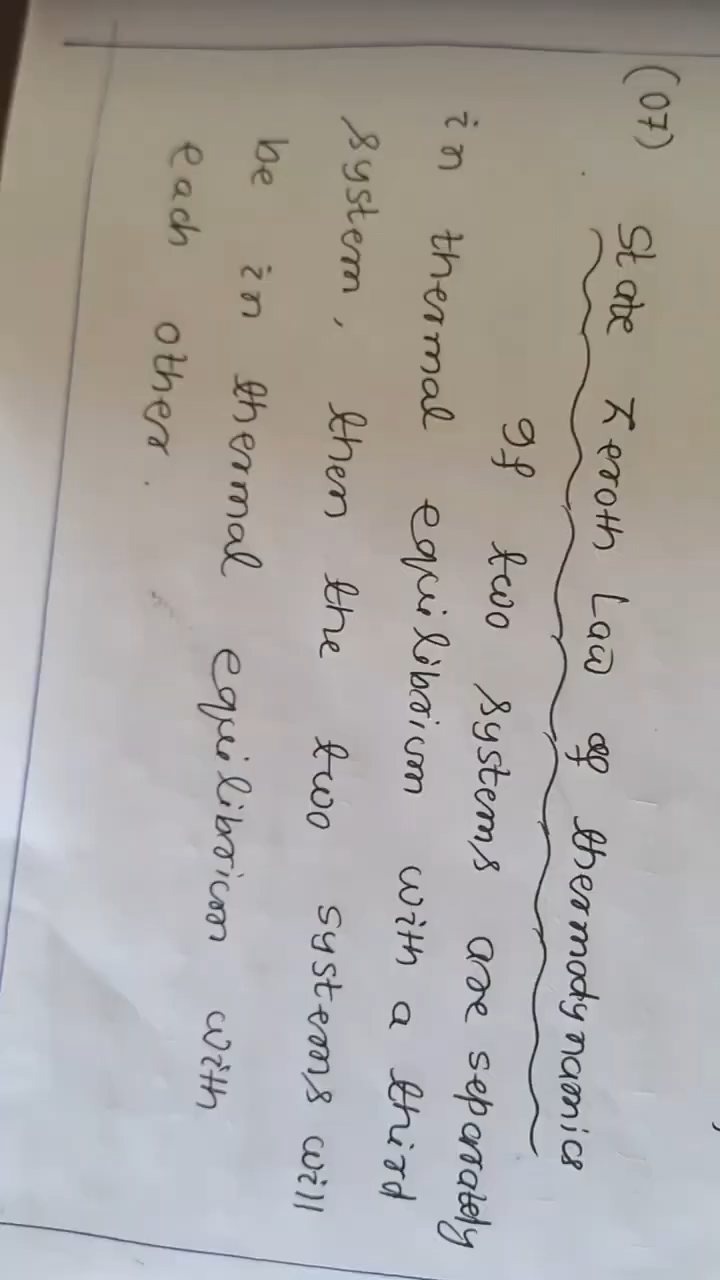 (07) State Zeroth Law of thermodynamics
If two systems are separately
in thermal equilibrium with a third
system, then the two systems will
be in thermal equilibrium with
each other.